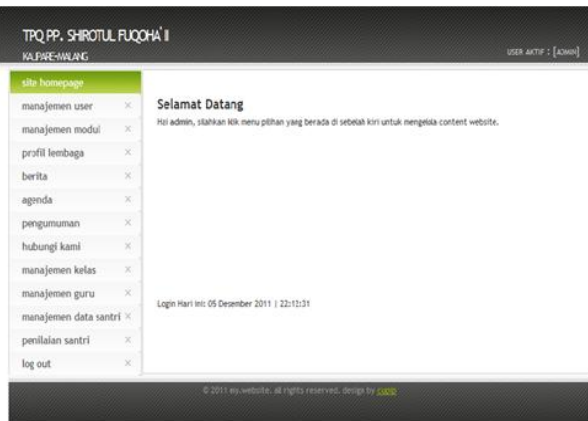 TPQ PP. SHIROTUL FUQOHA' II
KALIPARE-MALANG
USER AKTIF : [ADMIN]
site homepage
manajemen user
manajemen modul
profil lembaga
berita
agenda
pengumuman
hubungi kami
manajemen kelas
manajemen guru
manajemen data santri
penilaian santri
log out
Selamat Datang
Hai admin, silahkan klik menu pilihan yang berada di sebelah kiri untuk mengelola content website.
Login Hari ini: 05 Desember 2011 | 22:12:31
© 2011 my.website. all rights reserved. design by